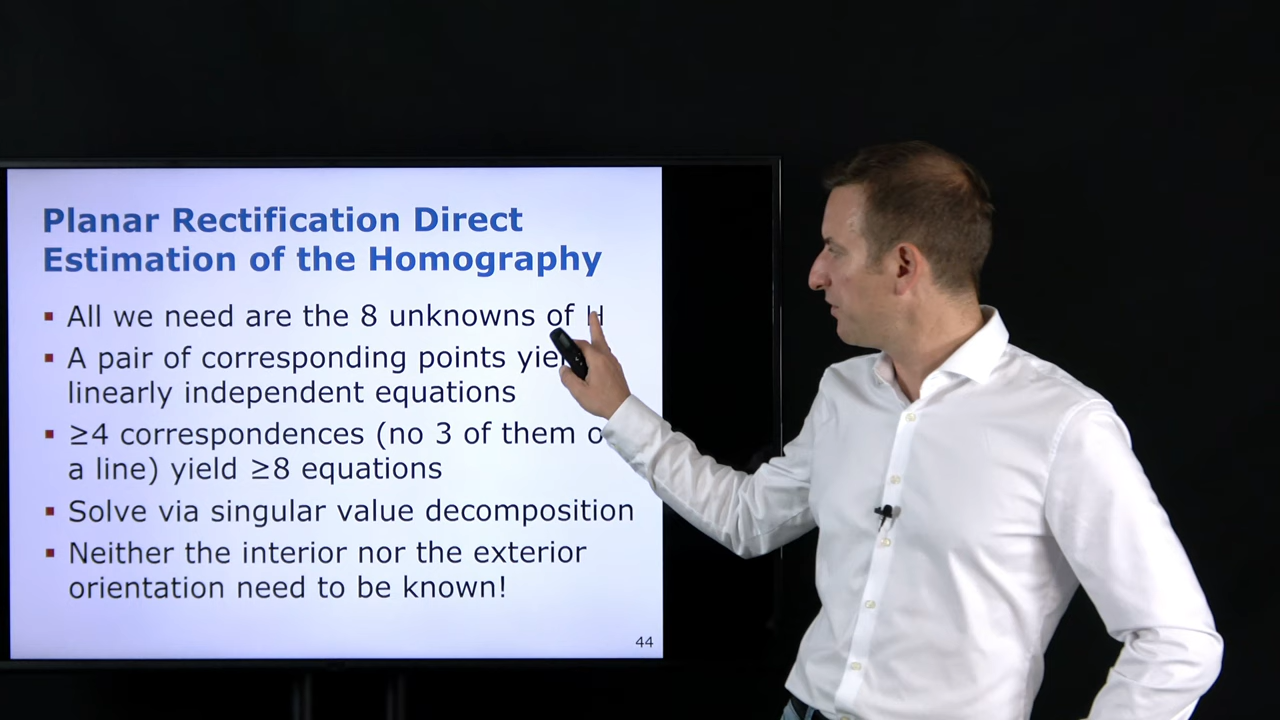 Planar Rectification Direct
Estimation of the Homography
▪ All we need are the 8 unknowns of H
▪ A pair of corresponding points
linearly independent equations
▪ ≥4 correspondences (no 3 of them
a line) yield ≥8 equations
▪ Solve via singular value decomposition
▪ Neither the interior nor the exterior
orientation need to be known!
44